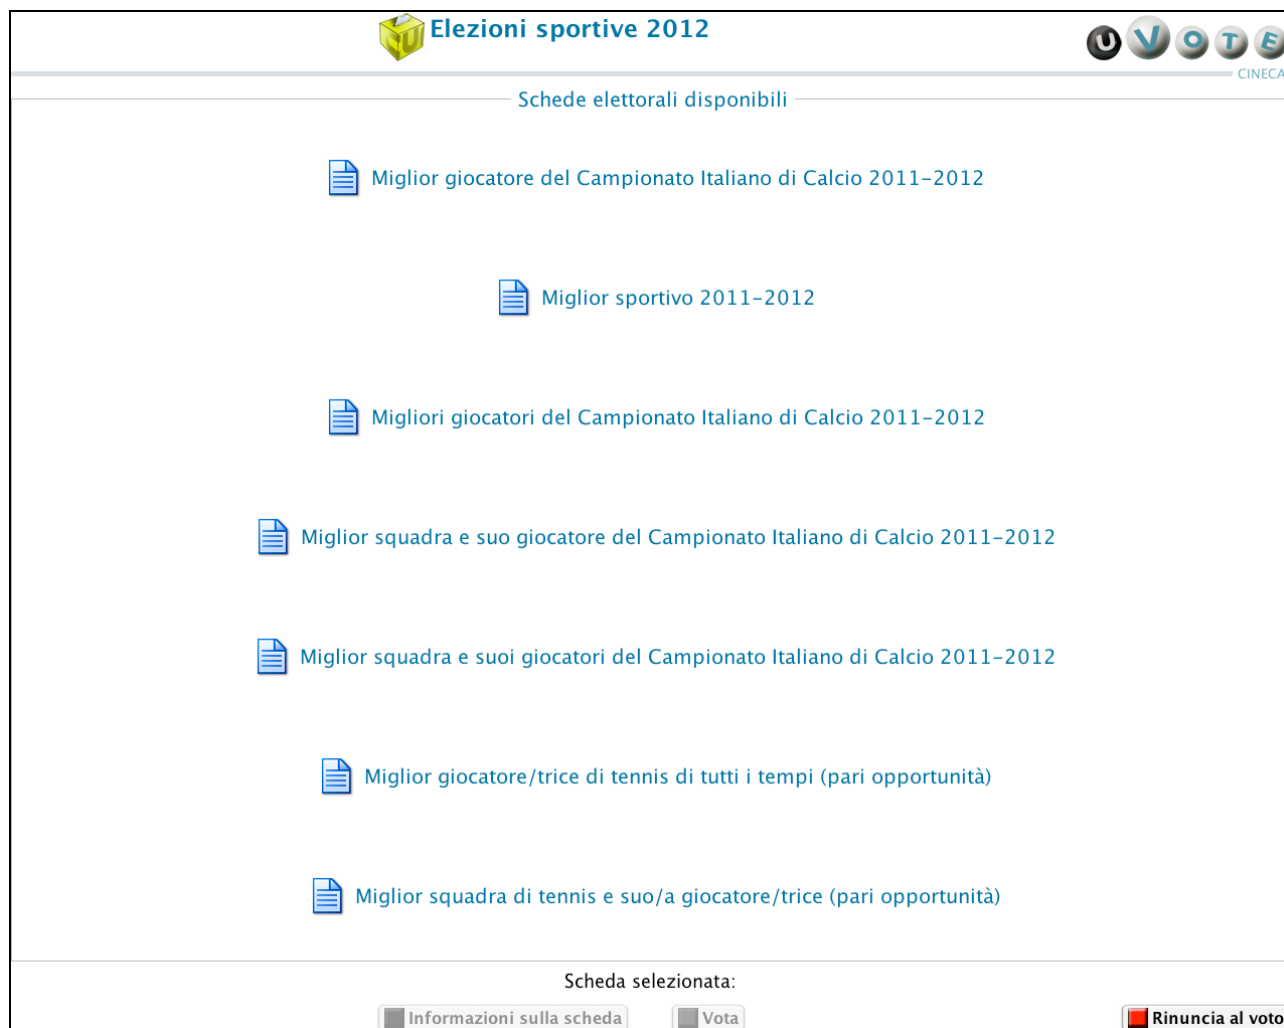 Elezioni sportive 2012
U VOTE
CINECA
Schede elettorali disponibili
Miglior giocatore del Campionato Italiano di Calcio 2011-2012
Miglior sportivo 2011-2012
Migliori giocatori del Campionato Italiano di Calcio 2011-2012
Miglior squadra e suo giocatore del Campionato Italiano di Calcio 2011-2012
Miglior squadra e suoi giocatori del Campionato Italiano di Calcio 2011-2012
Miglior giocatore/trice di tennis di tutti i tempi (pari opportunità)
Miglior squadra di tennis e suo/a giocatore/trice (pari opportunità)
Scheda selezionata:
Informazioni sulla scheda Vota Rinuncia al voto